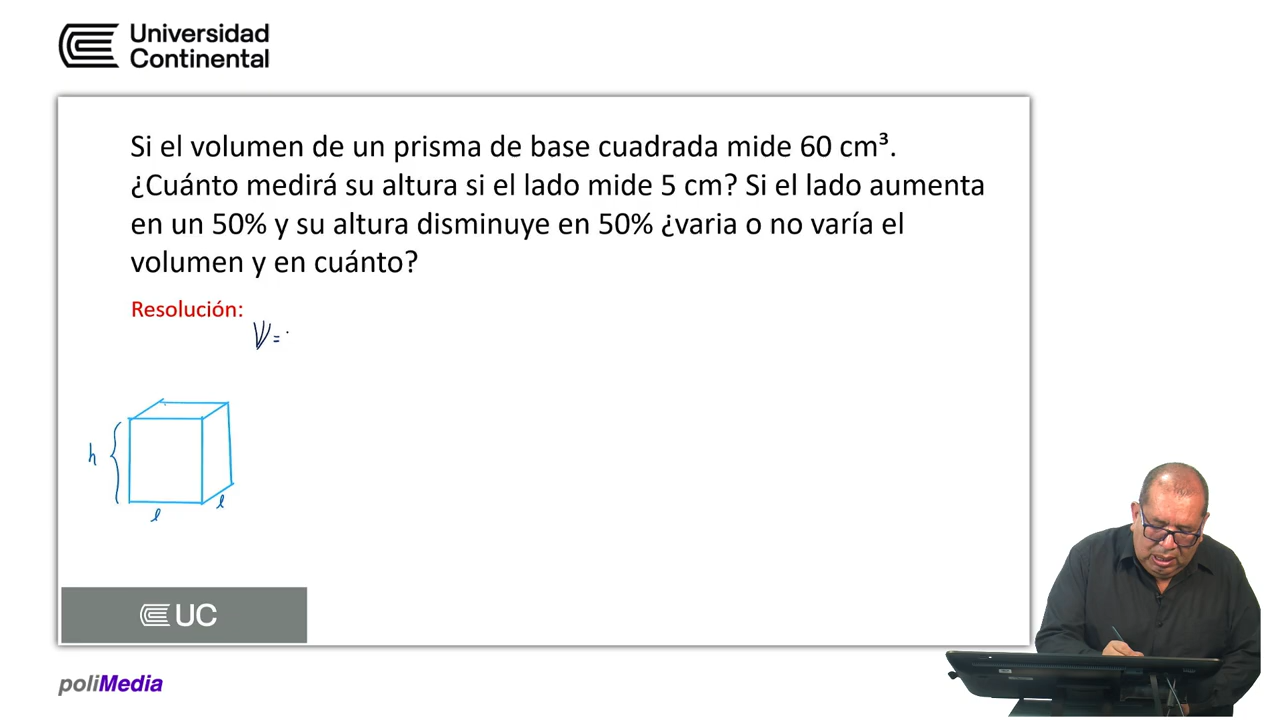 Universidad
Continental
Si el volumen de un prisma de base cuadrada mide 60 cm³.
¿Cuánto medirá su altura si el lado mide 5 cm? Si el lado aumenta
en un 50% y su altura disminuye en 50% ¿varia o no varía el
volumen y en cuánto?
Resolución:
V=
h
l
l
UC
poliMedia